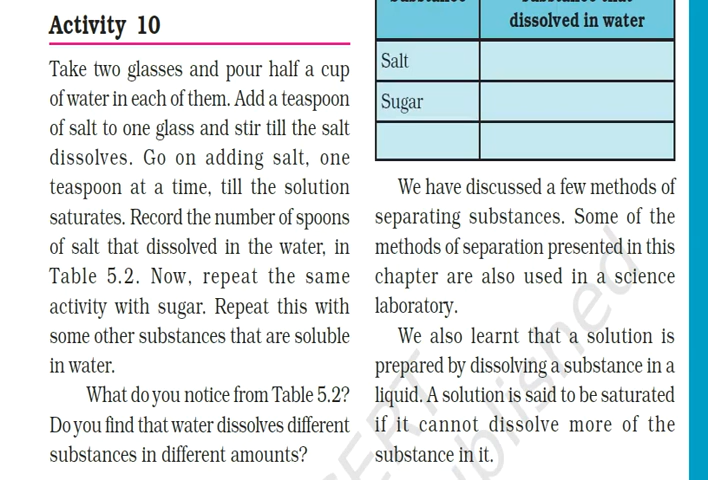 Activity 10
Take two glasses and pour half a cup
of water in each of them. Add a teaspoon
of salt to one glass and stir till the salt
dissolves. Go on adding salt, one
teaspoon at a time, till the solution
saturates. Record the number of spoons
of salt that dissolved in the water, in
Table 5.2. Now, repeat the same
activity with sugar. Repeat this with
some other substances that are soluble
in water.
What do you notice from Table 5.2?
Do you find that water dissolves different
substances in different amounts?
dissolved in water
Salt
Sugar
We have discussed a few methods of
separating substances. Some of the
methods of separation presented in this
chapter are also used in a science
laboratory.
We also learnt that a solution is
prepared by dissolving a substance in a
liquid. A solution is said to be saturated
if it cannot dissolve more of the
substance in it.